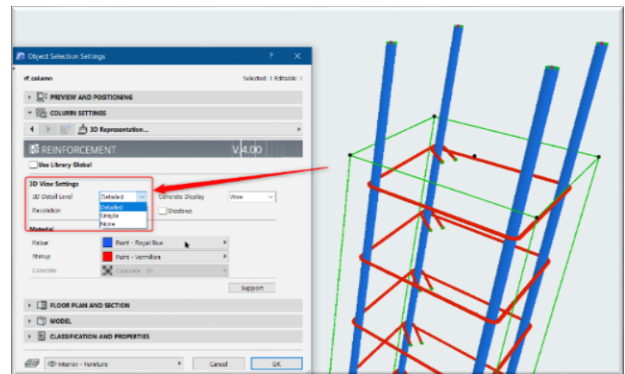 Object Selection Settings ? ×
rf_column Selected: 1 Editable: 1
PREVIEW AND POSITIONING
COLUMN SETTINGS
3D Representation...
REINFORCEMENT V.4.00
Use Library Global
3D View Settings
3D Detail Level Detailed Concrete Display Wire
Detailed
Resolution Simple Shadows
None
Material
Rebar Paint - Royal Blue
Stirrup Paint - Vermilion
Concrete Concrete - 01
Support
FLOOR PLAN AND SECTION
MODEL
CLASSIFICATION AND PROPERTIES
Interior - Furniture Cancel OK